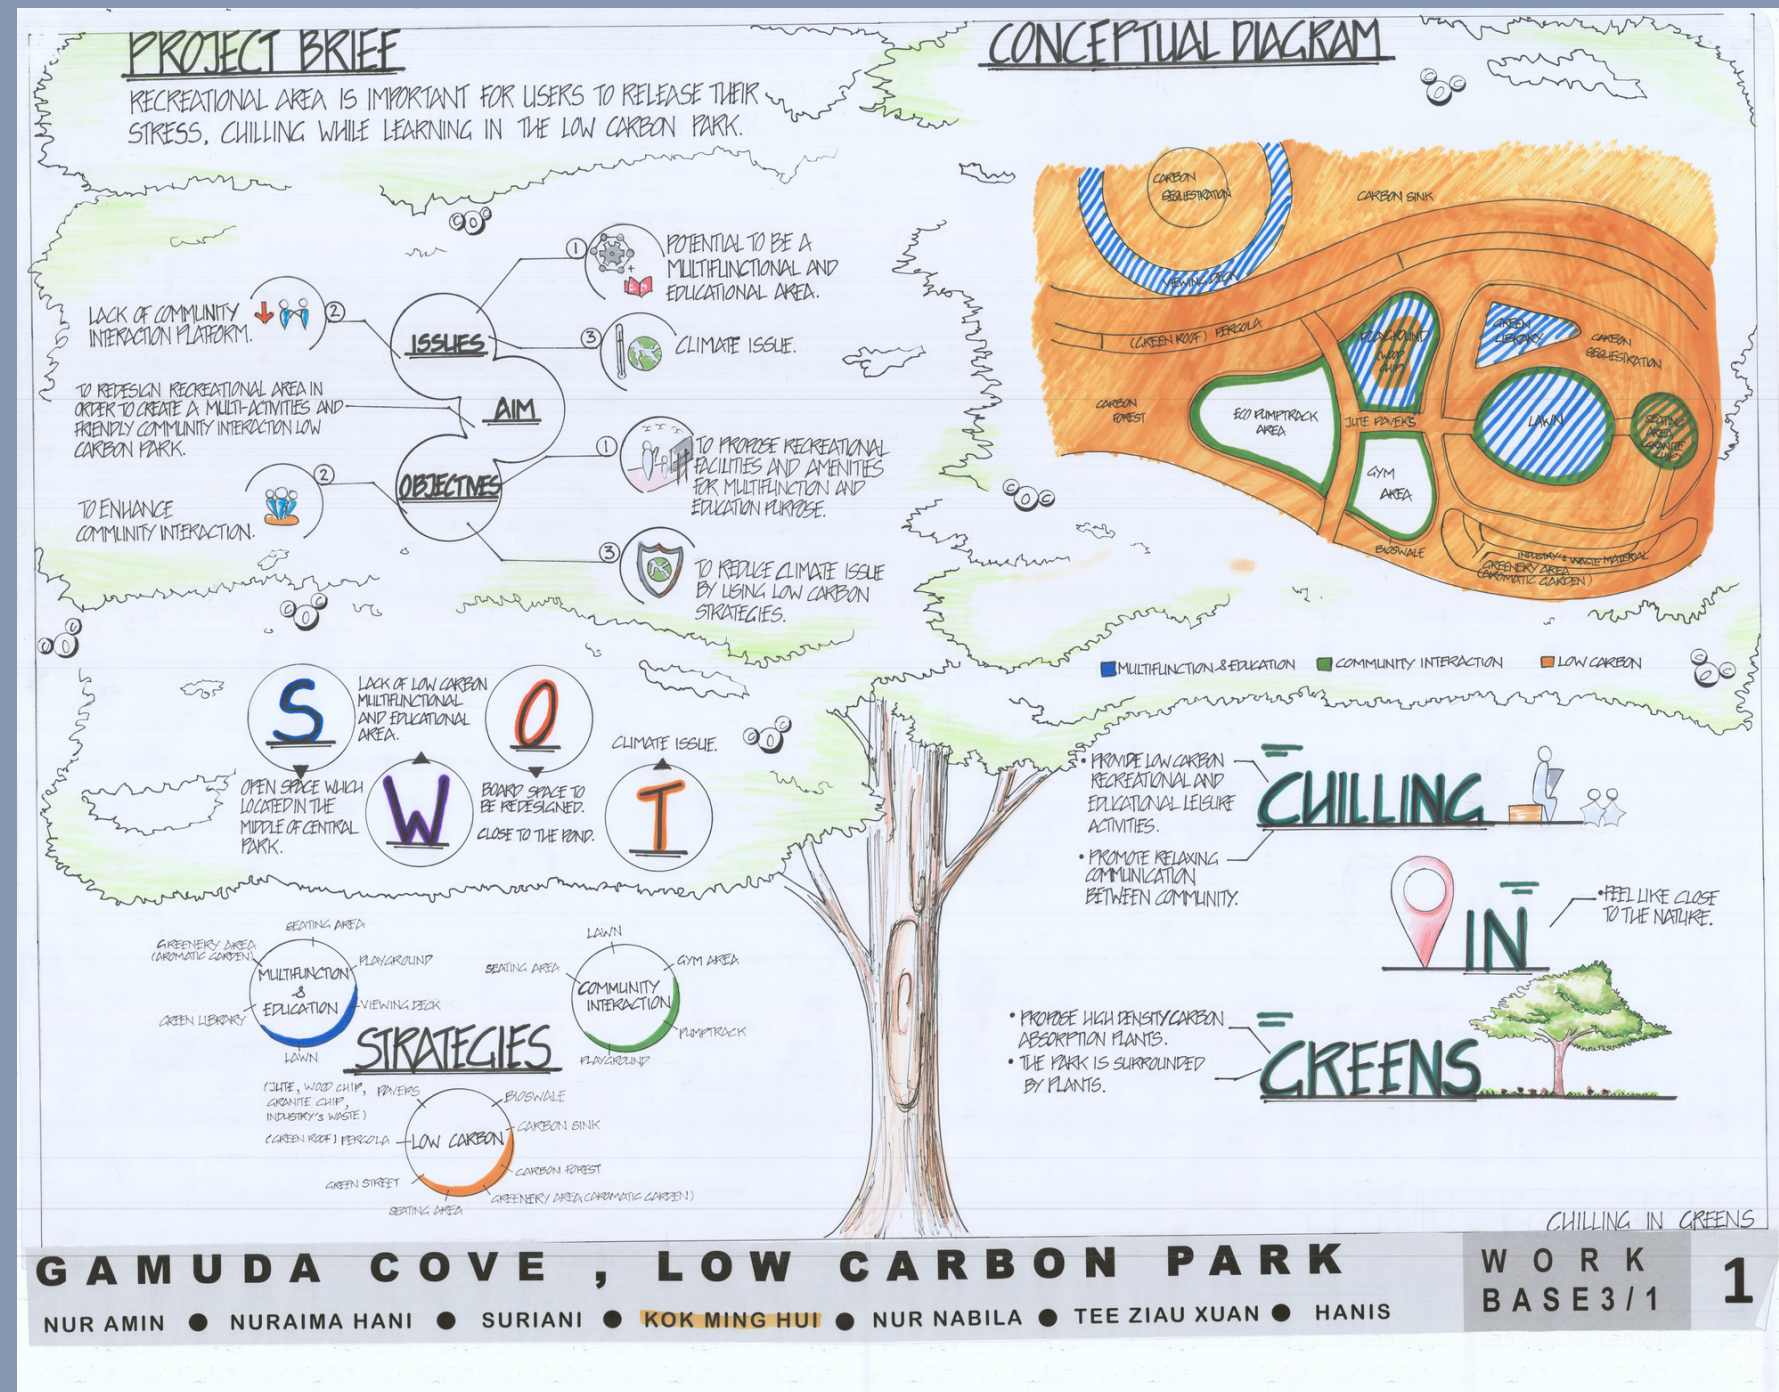 PROJECT BRIEF
RECREATIONAL AREA IS IMPORTANT FOR USERS TO RELEASE THEIR
STRESS, CHILLING WHILE LEARNING IN THE LOW CARBON PARK.
ISSUES
1
POTENTIAL TO BE A
MULTIFUNCTIONAL AND
EDUCATIONAL AREA.
2
LACK OF COMMUNITY
INTERACTION PLATFORM.
3
CLIMATE ISSUE.
AIM
TO REDESIGN RECREATIONAL AREA IN
ORDER TO CREATE A MULTI-ACTIVITIES AND
FRIENDLY COMMUNITY INTERACTION LOW
CARBON PARK.
OBJECTIVES
1
TO PROPOSE RECREATIONAL
FACILITIES AND AMENITIES
FOR MULTIFUNCTION AND
EDUCATION PURPOSE.
2
TO ENHANCE
COMMUNITY INTERACTION.
3
TO REDUCE CLIMATE ISSUE
BY USING LOW CARBON
STRATEGIES.
S
OPEN SPACE WHICH
LOCATED IN THE
MIDDLE OF CENTRAL
PARK.
W
LACK OF LOW CARBON
MULTIFUNCTIONAL
AND EDUCATIONAL
AREA.
O
BOARD SPACE TO
BE REDESIGNED.
CLOSE TO THE POND.
T
CLIMATE ISSUE.
STRATEGIES
MULTIFUNCTION
&
EDUCATION
SEATING AREA
GREENERY AREA
(AROMATIC GARDEN)
PLAYGROUND
VIEWING DECK
GREEN LIBRARY
LAWN
COMMUNITY
INTERACTION
LAWN
SEATING AREA
GYM AREA
PUMPTRACK
PLAYGROUND
LOW CARBON
(JUTE, WOOD CHIP, PAVERS
GRANITE CHIP,
INDUSTRY'S WASTE)
BIOSWALE
CARBON SINK
(GREEN ROOF) PERGOLA
CARBON FOREST
GREEN STREET
GREENERY AREA (AROMATIC GARDEN)
SEATING AREA
CONCEPTUAL DIAGRAM
CARBON
SEQUESTRATION
CARBON SINK
VIEWING DECK
(GREEN ROOF) PERGOLA
PLAYGROUND
(WOOD
CHIP)
GREEN
LIBRARY
CARBON
SEQUESTRATION
CARBON
FOREST
ECO PUMPTRACK
AREA
JUTE PAVERS
LAWN
SEATING
AREA
GYM
AREA
BIOSWALE
INDUSTRY'S WASTE MATERIAL
GREENERY AREA
(AROMATIC GARDEN)
MULTIFUNCTION & EDUCATION
COMMUNITY INTERACTION
LOW CARBON
CHILLING
• PROVIDE LOW CARBON
RECREATIONAL AND
EDUCATIONAL LEISURE
ACTIVITIES.
• PROMOTE RELAXING
COMMUNICATION
BETWEEN COMMUNITY.
IN
• FEEL LIKE CLOSE
TO THE NATURE.
GREENS
• PROPOSE HIGH DENSITY CARBON
ABSORPTION PLANTS.
• THE PARK IS SURROUNDED
BY PLANTS.
CHILLING IN GREENS
GAMUDA COVE , LOW CARBON PARK
NUR AMIN ● NURAIMA HANI ● SURIANI ● KOK MING HUI ● NUR NABILA ● TEE ZIAU XUAN ● HANIS
WORK
BASE3/1
1